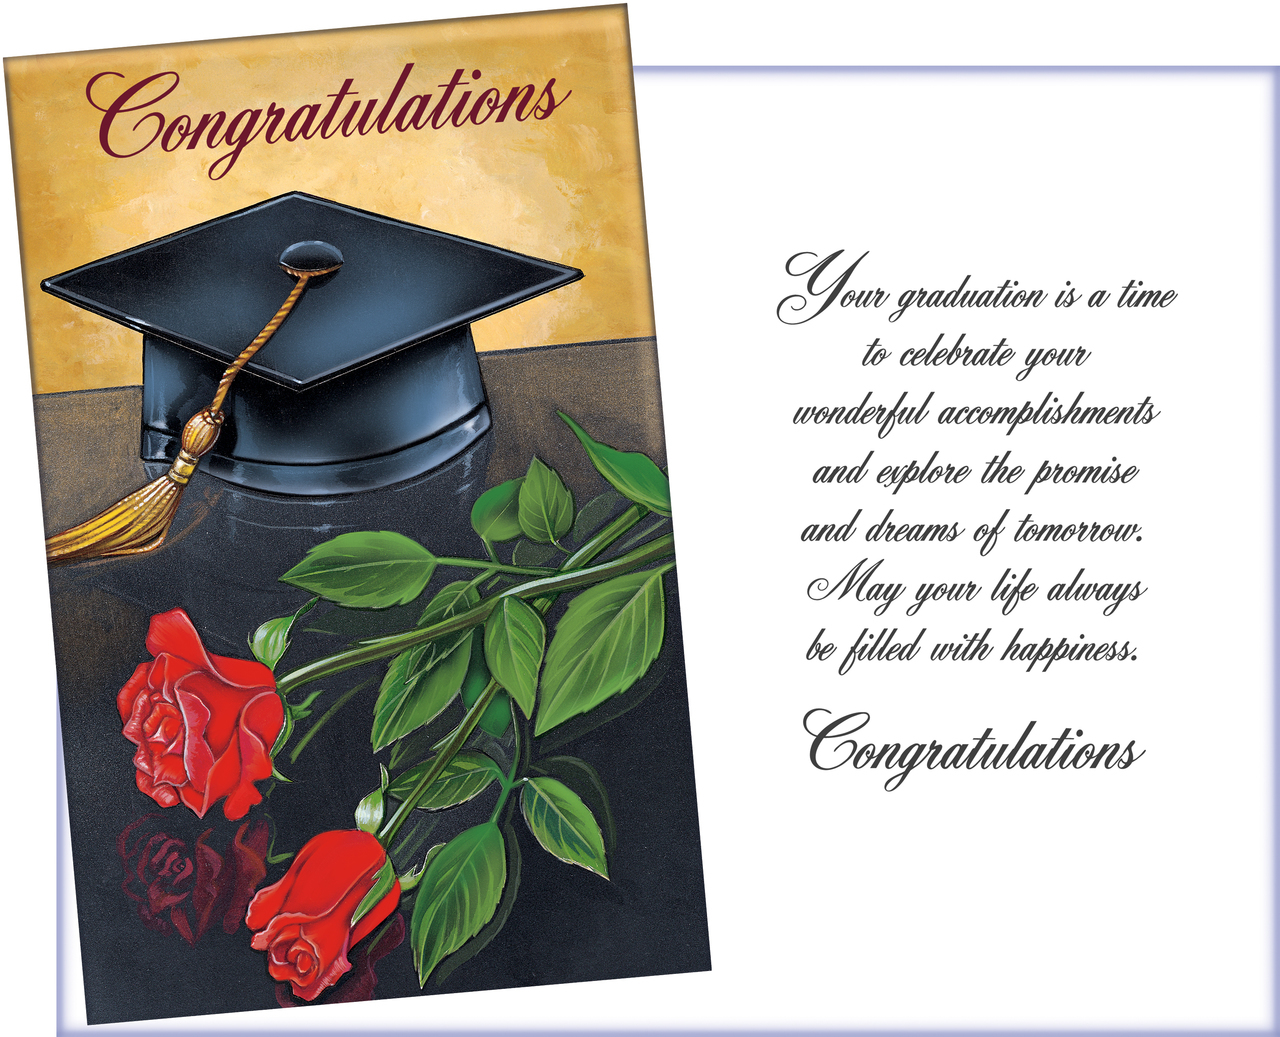 Congratulations
Your graduation is a time
to celebrate your
wonderful accomplishments
and explore the promise
and dreams of tomorrow.
May your life always
be filled with happiness.
Congratulations